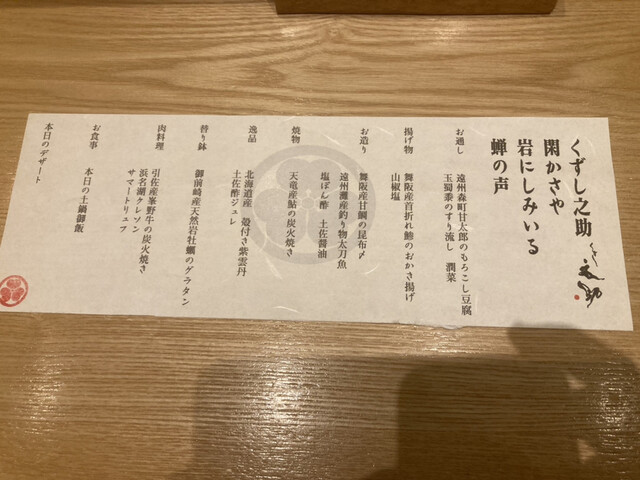 くずし之助
閑かさや
岩にしみいる
蝉の声
お通し
遠州森町甘太郎のもろこし豆腐
玉蜀黍のすり流し 潤菜
揚げ物
舞阪産首折れ鯵のおかき揚げ
山椒塩
お造り
舞阪産甘鯛の昆布〆
遠州灘産釣り物太刀魚
塩ぽん酢 土佐醤油
焼物
天竜産鮎の炭火焼き
逸品
北海道産 殻付き紫雲丹
土佐酢ジュレ
替り鉢
御前崎産天然岩牡蠣のグラタン
肉料理
引佐産峯野牛の炭火焼き
浜名湖クレソン
サマートリュフ
お食事
本日の土鍋御飯
本日のデザート